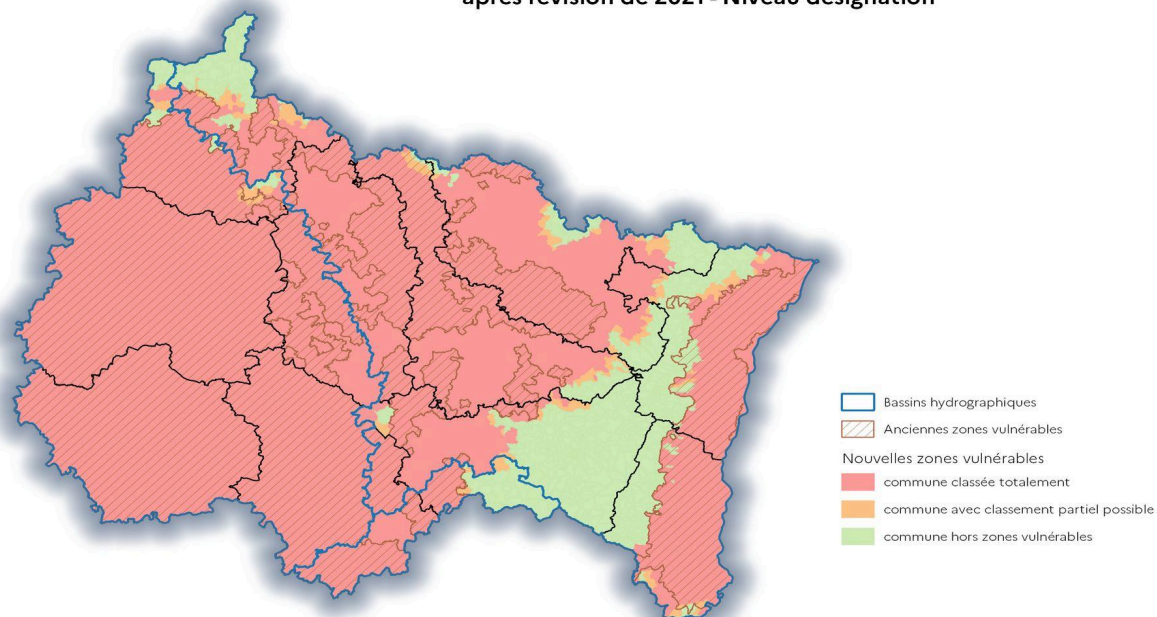 après révision de 2021 - Niveau désignation
Bassins hydrographiques
Anciennes zones vulnérables
Nouvelles zones vulnérables
commune classée totalement
commune avec classement partiel possible
commune hors zones vulnérables